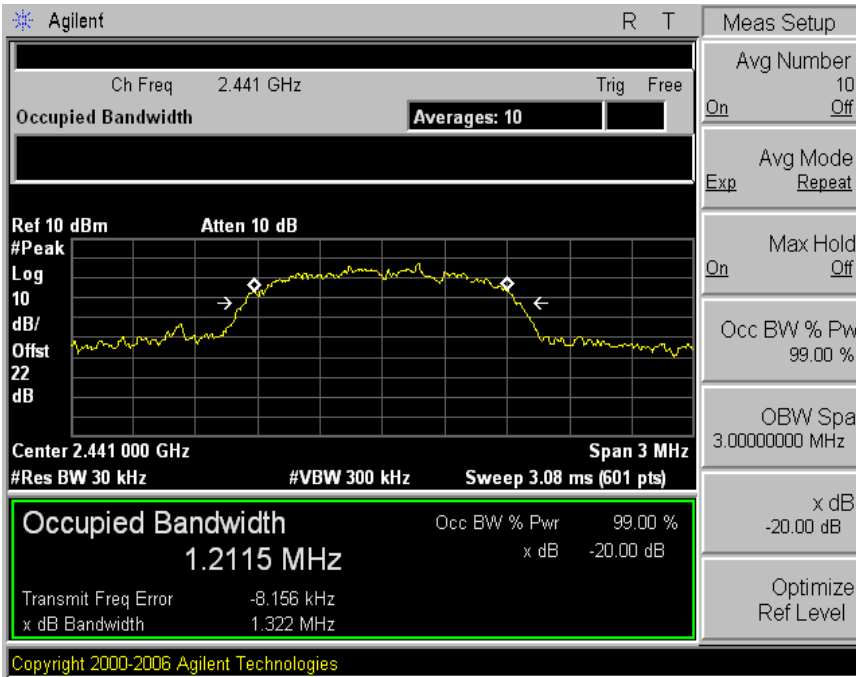 Agilent R T
Ch Freq 2.441 GHz Trig Free
Occupied Bandwidth Averages: 10
Ref 10 dBm Atten 10 dB
#Peak
Log
10
dB/
Offst
22
dB
Center 2.441 000 GHz Span 3 MHz
#Res BW 30 kHz #VBW 300 kHz Sweep 3.08 ms (601 pts)
Occupied Bandwidth Occ BW % Pwr 99.00 %
1.2115 MHz x dB -20.00 dB
Transmit Freq Error -8.156 kHz
x dB Bandwidth 1.322 MHz
Copyright 2000-2006 Agilent Technologies
Meas Setup
Avg Number
10
On Off
Avg Mode
Exp Repeat
Max Hold
On Off
Occ BW % Pw
99.00 %
OBW Spa
3.00000000 MHz
x dB
-20.00 dB
Optimize
Ref Level